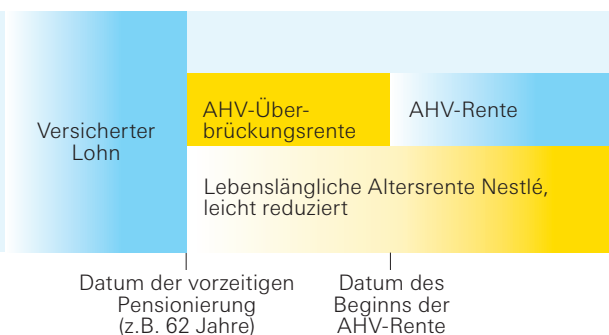 Versicherter
Lohn
AHV-Über-
brückungsrente
AHV-Rente
Lebenslängliche Altersrente Nestlé,
leicht reduziert
Datum der vorzeitigen
Pensionierung
(z.B. 62 Jahre)
Datum des
Beginns der
AHV-Rente